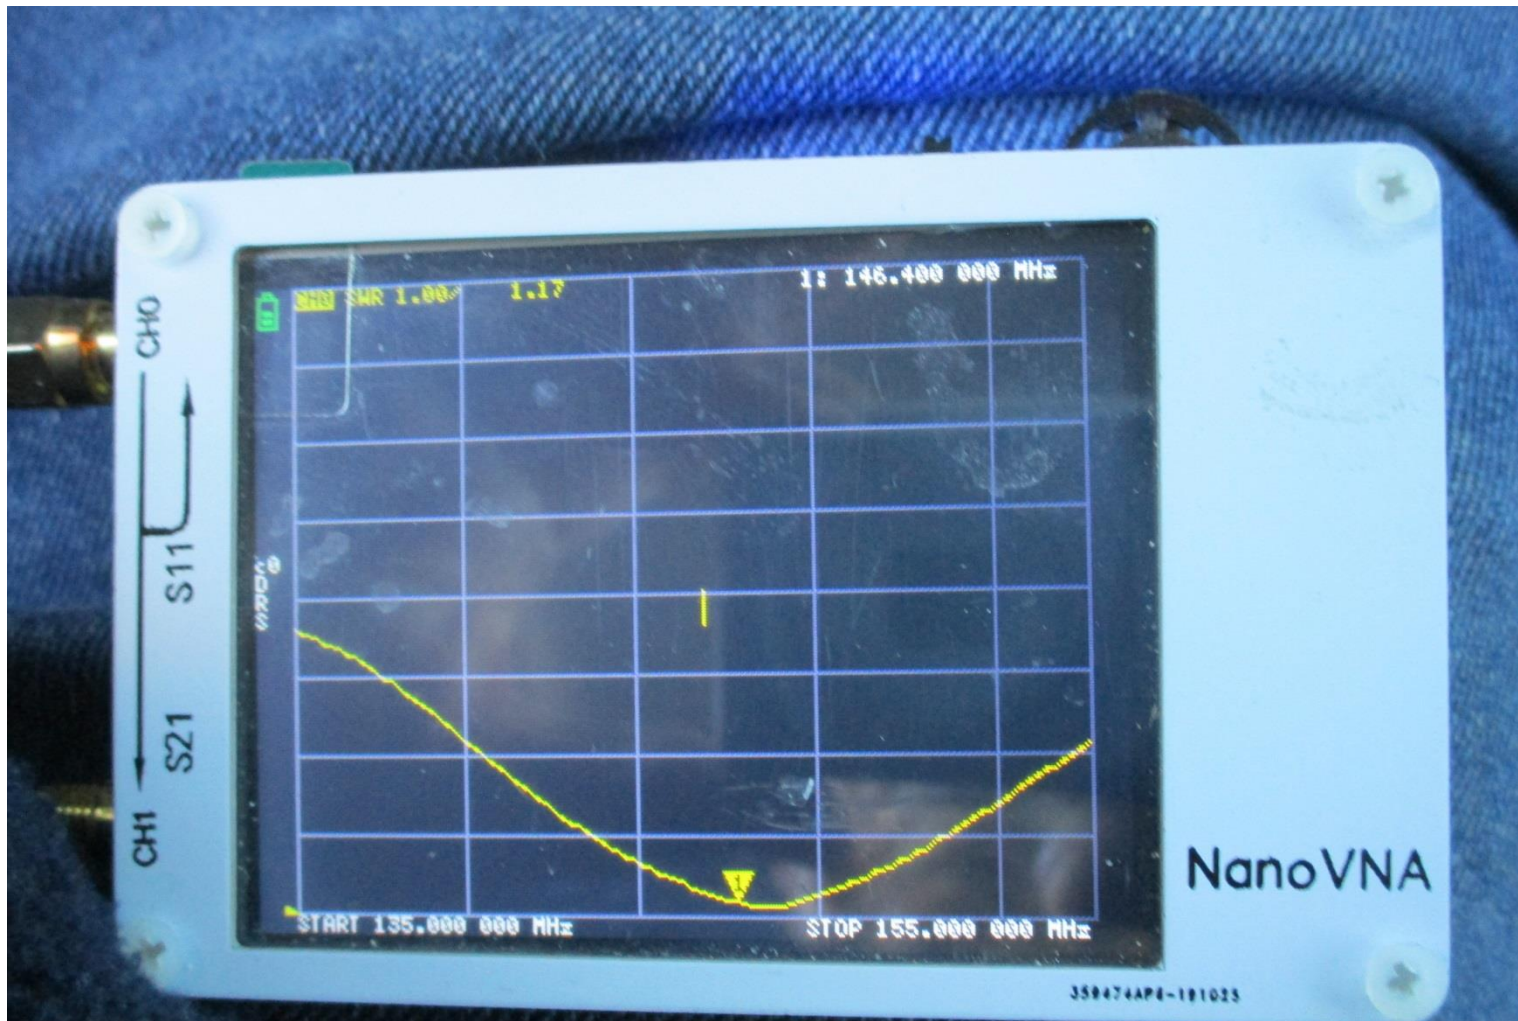 CH0 SWR 1.00/ 1.17 1: 146.400 000 MHz
START 135.000 000 MHz STOP 155.000 000 MHz
CH0
S11
S21
CH1
NanoVNA